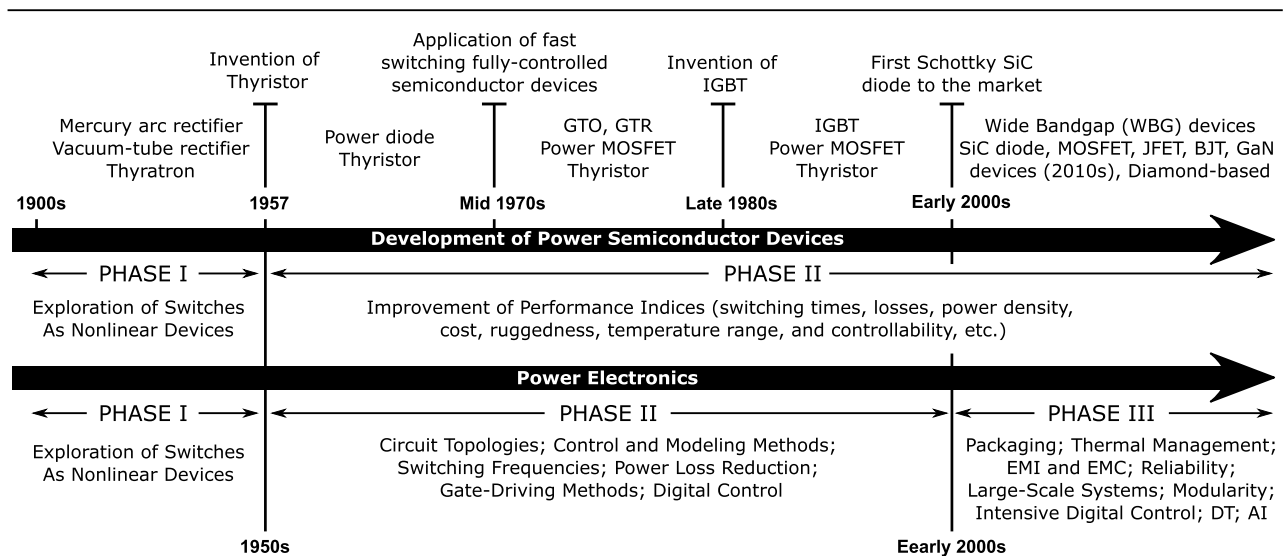 Invention of
Thyristor
Application of fast
switching fully-controlled
semiconductor devices
Invention of
IGBT
First Schottky SiC
diode to the market
Mercury arc rectifier
Vacuum-tube rectifier
Thyratron
Power diode
Thyristor
GTO, GTR
Power MOSFET
Thyristor
IGBT
Power MOSFET
Thyristor
Wide Bandgap (WBG) devices
SiC diode, MOSFET, JFET, BJT, GaN
devices (2010s), Diamond-based
1900s
1957
Mid 1970s
Late 1980s
Early 2000s
Development of Power Semiconductor Devices
PHASE I
PHASE II
Exploration of Switches
As Nonlinear Devices
Improvement of Performance Indices (switching times, losses, power density,
cost, ruggedness, temperature range, and controllability, etc.)
Power Electronics
PHASE I
PHASE II
PHASE III
Exploration of Switches
As Nonlinear Devices
Circuit Topologies; Control and Modeling Methods;
Switching Frequencies; Power Loss Reduction;
Gate-Driving Methods; Digital Control
Packaging; Thermal Management;
EMI and EMC; Reliability;
Large-Scale Systems; Modularity;
Intensive Digital Control; DT; AI
1950s
Eearly 2000s